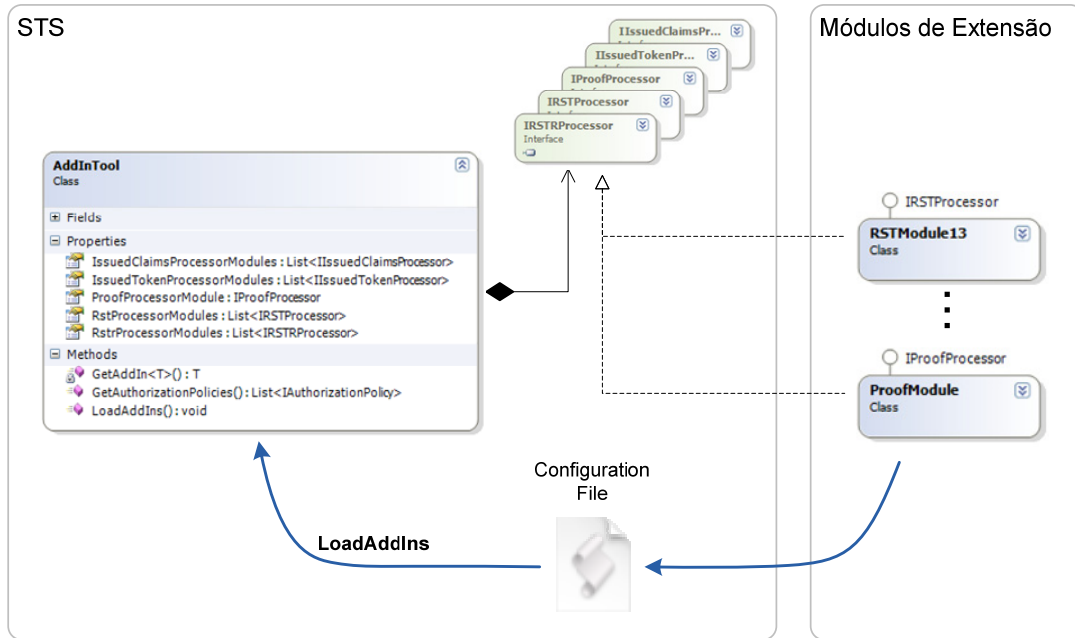 STS
Módulos de Extensão
IIssuedClaimsPr...
IIssuedTokenPr...
IProofProcessor
IRSTProcessor
IRSTRProcessor
Interface
AddInTool
Class
Fields
Properties
IssuedClaimsProcessorModules : List<IIssuedClaimsProcessor>
IssuedTokenProcessorModules : List<IIssuedTokenProcessor>
ProofProcessorModule : IProofProcessor
RstProcessorModules : List<IRSTProcessor>
RstrProcessorModules : List<IRSTRProcessor>
Methods
GetAddIn<T>() : T
GetAuthorizationPolicies() : List<IAuthorizationPolicy>
LoadAddIns() : void
IRSTProcessor
RSTModule13
Class
IProofProcessor
ProofModule
Class
Configuration
File
LoadAddIns